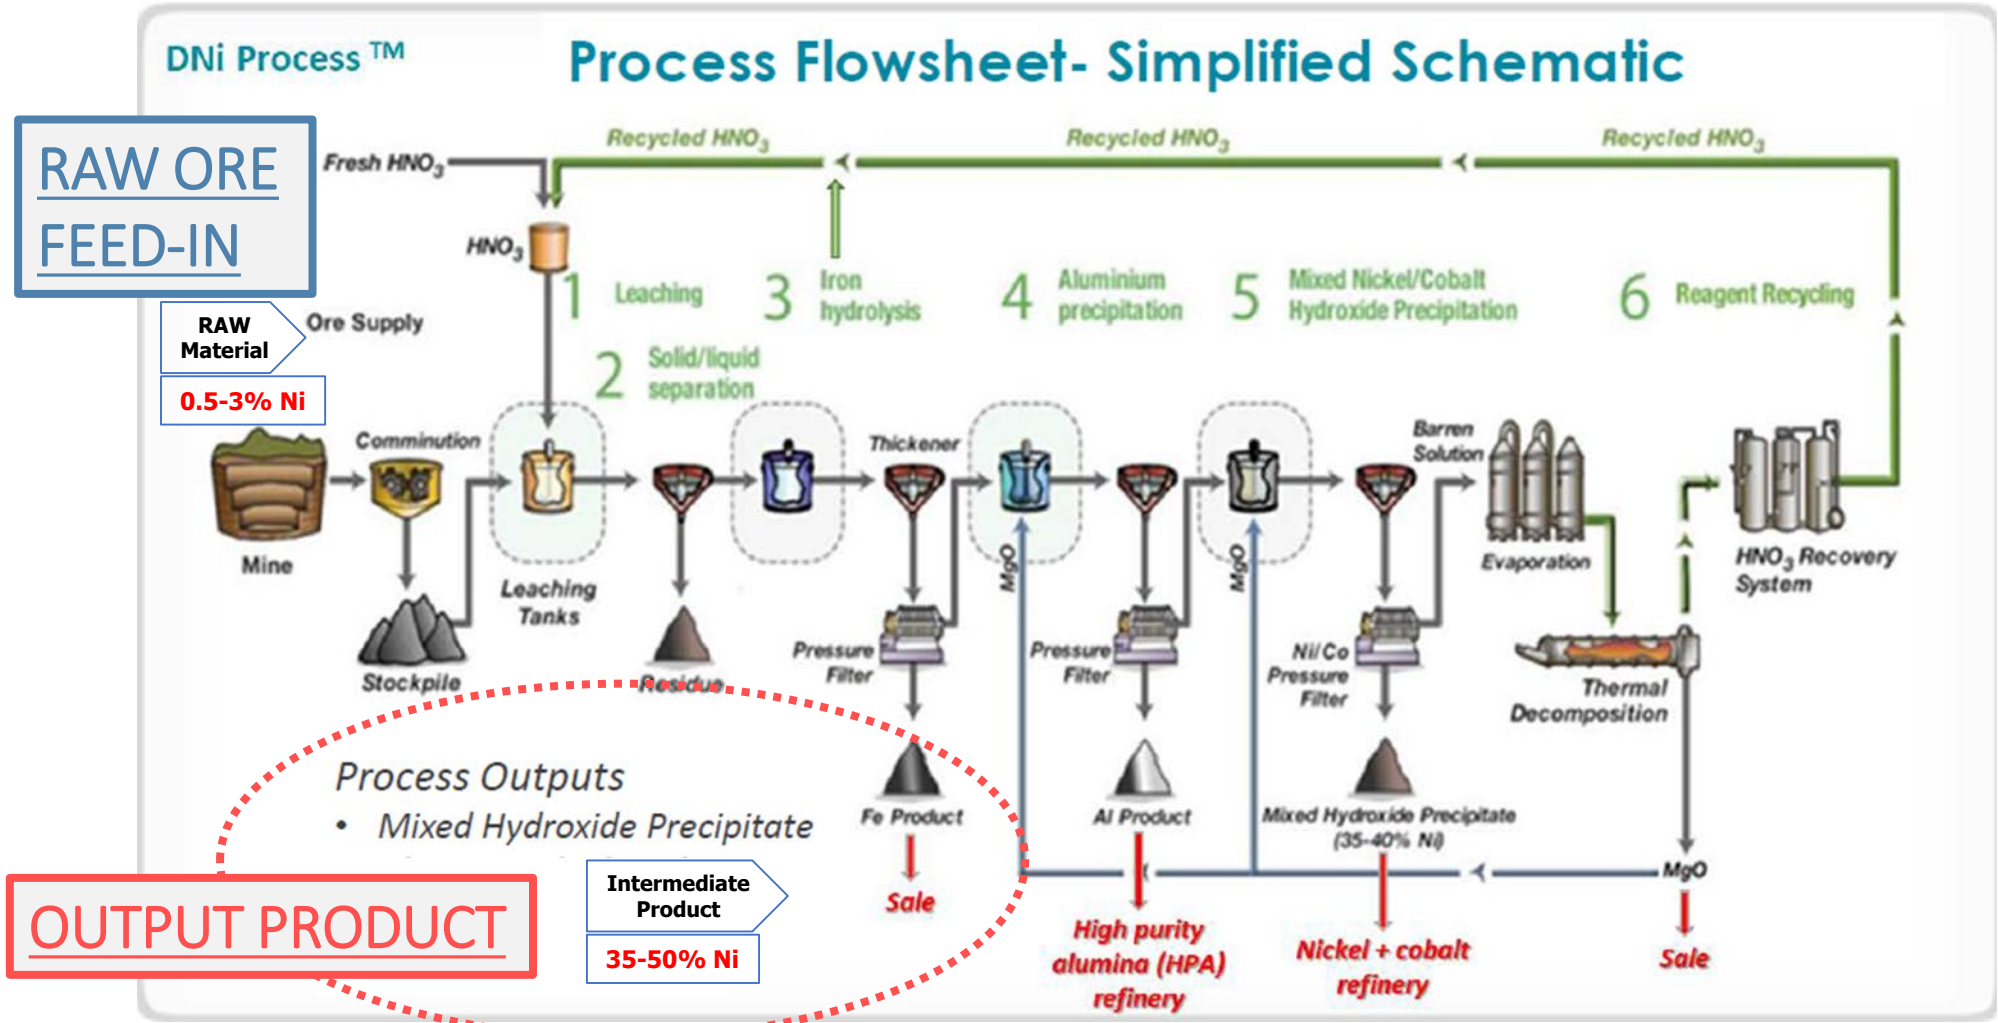 DNi Process ™
Process Flowsheet- Simplified Schematic
RAW ORE
FEED-IN
Fresh HNO3
Recycled HNO3
Recycled HNO3
Recycled HNO3
HNO3
RAW
Material
Ore Supply
0.5-3% Ni
1 Leaching
2 Solid/liquid
separation
3 Iron
hydrolysis
4 Aluminium
precipitation
5 Mixed Nickel/Cobalt
Hydroxide Precipitation
6 Reagent Recycling
Comminution
Thickener
Barren
Solution
Mine
Leaching
Tanks
MgO
MgO
Evaporation
HNO3 Recovery
System
Stockpile
Residue
Pressure
Filter
Pressure
Filter
Ni/Co
Pressure
Filter
Thermal
Decomposition
Process Outputs
• Mixed Hydroxide Precipitate
Fe Product
Al Product
Mixed Hydroxide Precipitate
(35-40% Ni)
MgO
OUTPUT PRODUCT
Intermediate
Product
35-50% Ni
Sale
High purity
alumina (HPA)
refinery
Nickel + cobalt
refinery
Sale